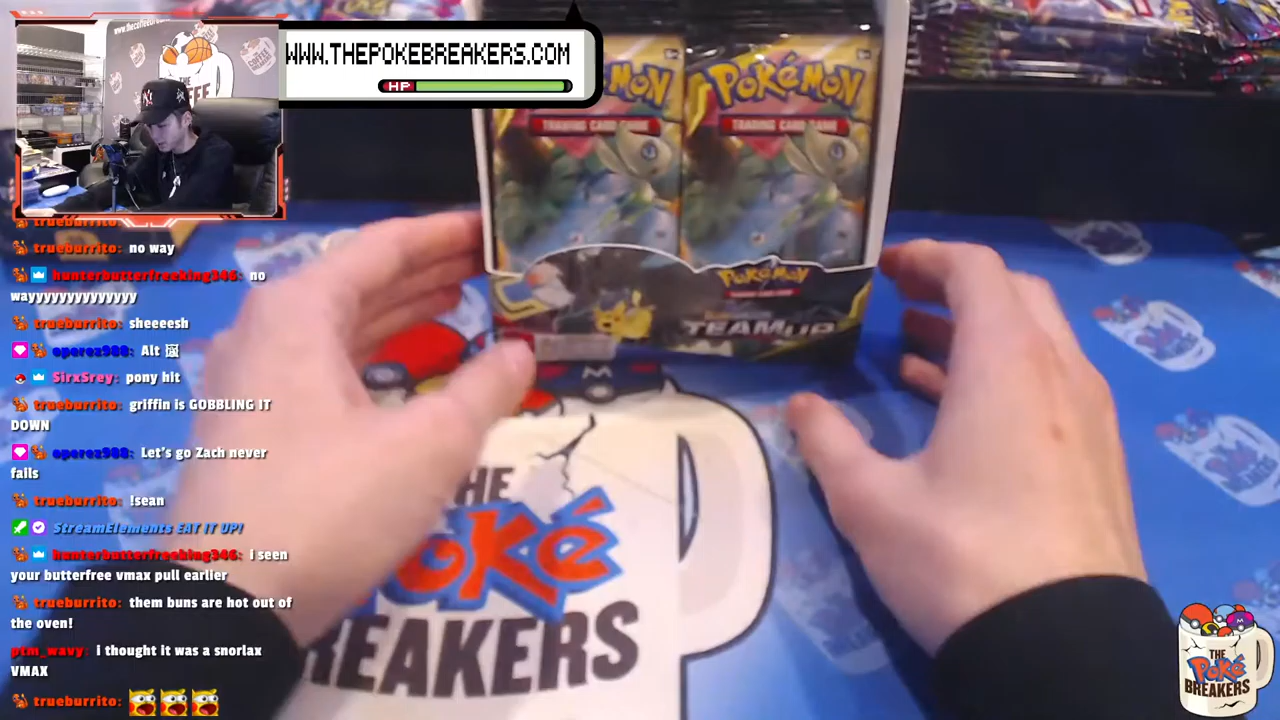 WWW.THEPOKEBREAKERS.COM
HP
POKéMON
TRADING CARD GAME
POKéMON
TRADING CARD GAME
POKéMON
TEAM UP
trueburrito:
trueburrito: no way
hunterbutterfreeking346: no
wayyyyyyyyyyyyyy
trueburrito: sheeeesh
operez988: Alt
SirxSrey: pony hit
trueburrito: griffin is GOBBLING IT
DOWN
operez988: Let's go Zach never
fails
trueburrito: !sean
StreamElements EAT IT UP!
hunterbutterfreeking346: i seen
your butterfree vmax pull earlier
trueburrito: them buns are hot out of
the oven!
ptm_wavy: i thought it was a snorlax
VMAX
trueburrito:
THE
Poké
BREAKERS
THE
Poké
BREAKERS